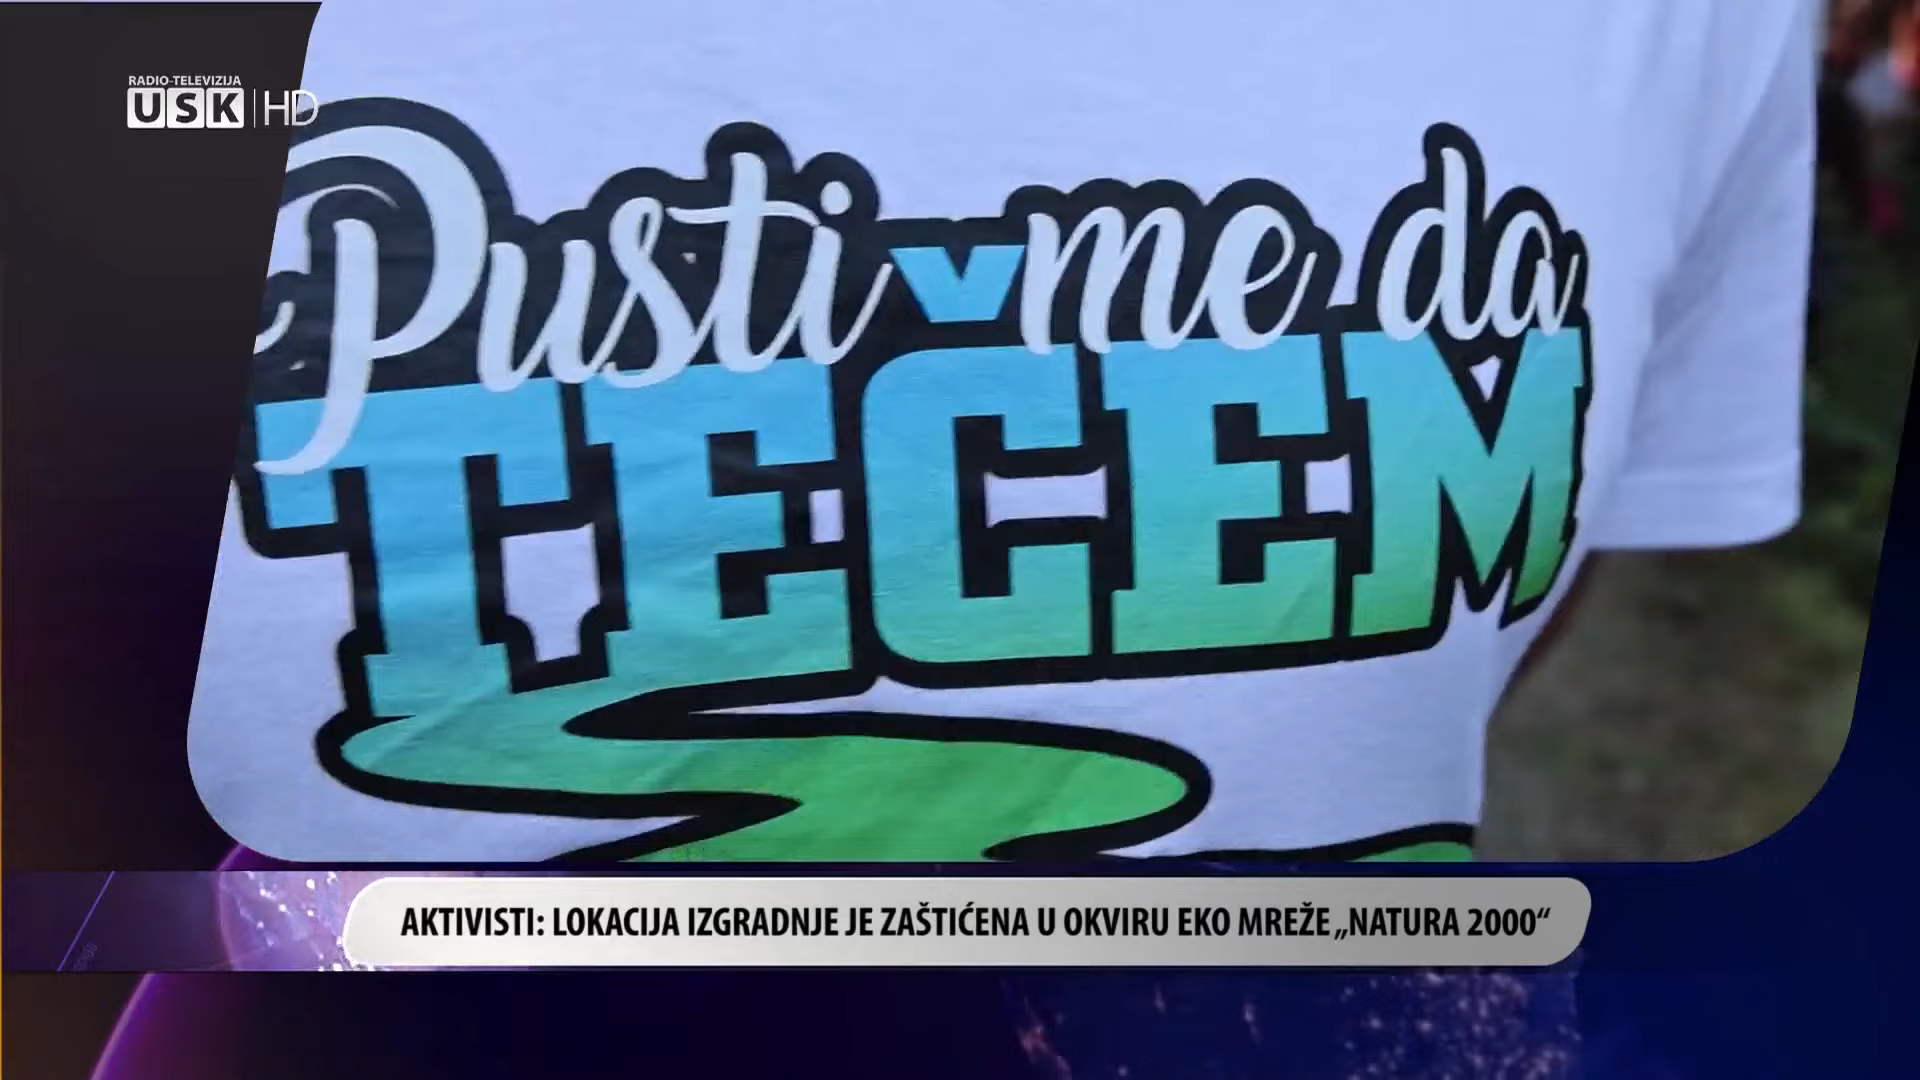 RADIO-TELEVIZIJA
USK HD
Pusti me da
TEČEM
AKTIVISTI: LOKACIJA IZGRADNJE JE ZAŠTIĆENA U OKVIRU EKO MREŽE „NATURA 2000“